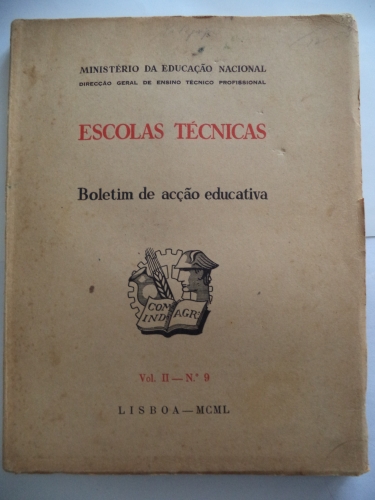 MINISTÉRIO DA EDUCAÇÃO NACIONAL
DIRECÇÃO GERAL DE ENSINO TÉCNICO PROFISSIONAL
ESCOLAS TÉCNICAS
Boletim de acção educativa
COM. AGR.
IND.
Vol. II — N.º 9
LISBOA — MCML